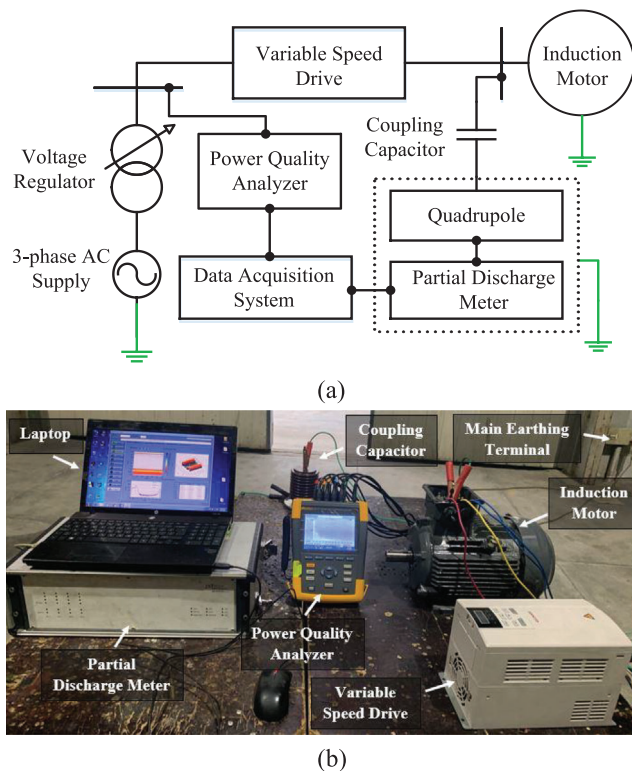 Variable Speed
Drive
Induction
Motor
Coupling
Capacitor
Voltage
Regulator
Power Quality
Analyzer
Quadrupole
3-phase AC
Supply
Data Acquisition
System
Partial Discharge
Meter
(a)
Laptop
Coupling
Capacitor
Main Earthing
Terminal
Induction
Motor
Partial
Discharge Meter
Power Quality
Analyzer
Variable
Speed Drive
(b)